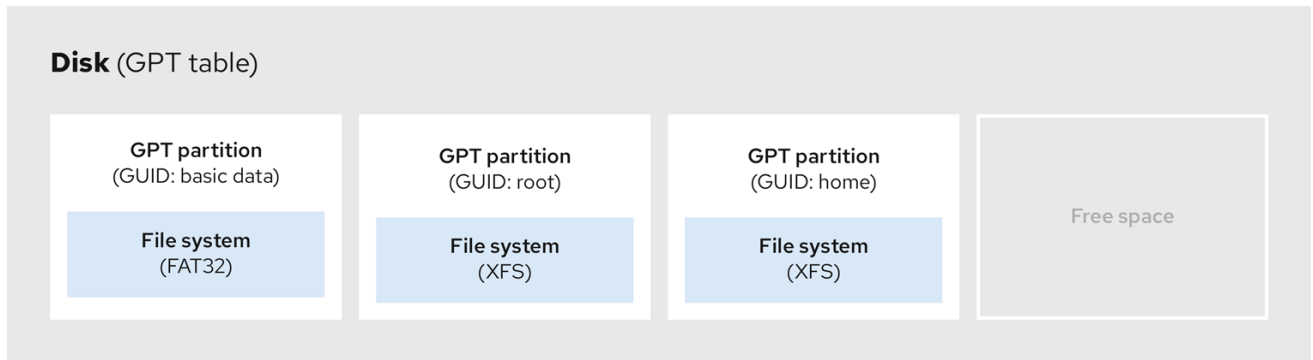 Disk (GPT table)
GPT partition
(GUID: basic data)
File system
(FAT32)
GPT partition
(GUID: root)
File system
(XFS)
GPT partition
(GUID: home)
File system
(XFS)
Free space